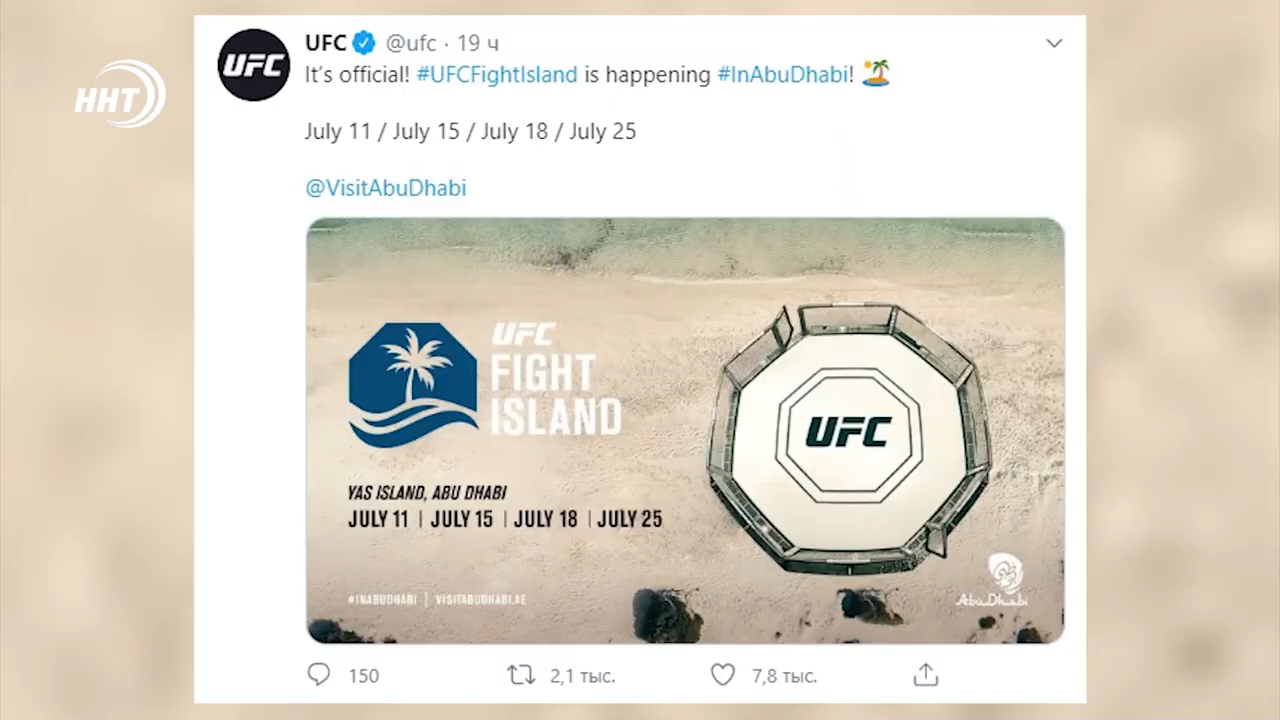 UFC @ufc · 19 ч
UFC
It's official! #UFCFightIsland is happening #InAbuDhabi!
ННТ
July 11 / July 15 / July 18 / July 25
@VisitAbuDhabi
UFC
FIGHT
ISLAND
UFC
YAS ISLAND, ABU DHABI
JULY 11 | JULY 15 | JULY 18 | JULY 25
#INABUDHABI | VISITABUDHABI.AE
AbuDhabi
150 2,1 тыс. 7,8 тыс.